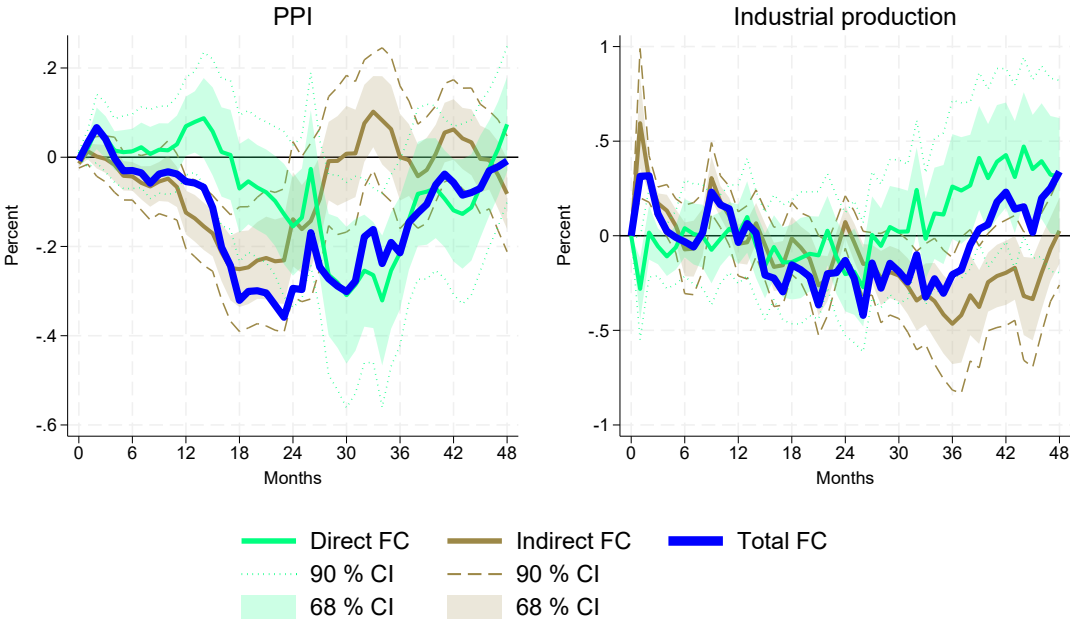 PPI
Industrial production
Percent
.2
0
-.2
-.4
-.6
0 6 12 18 24 30 36 42 48
Months
Percent
1
.5
0
-.5
-1
0 6 12 18 24 30 36 42 48
Months
Direct FC Indirect FC Total FC
90 % CI 90 % CI
68 % CI 68 % CI